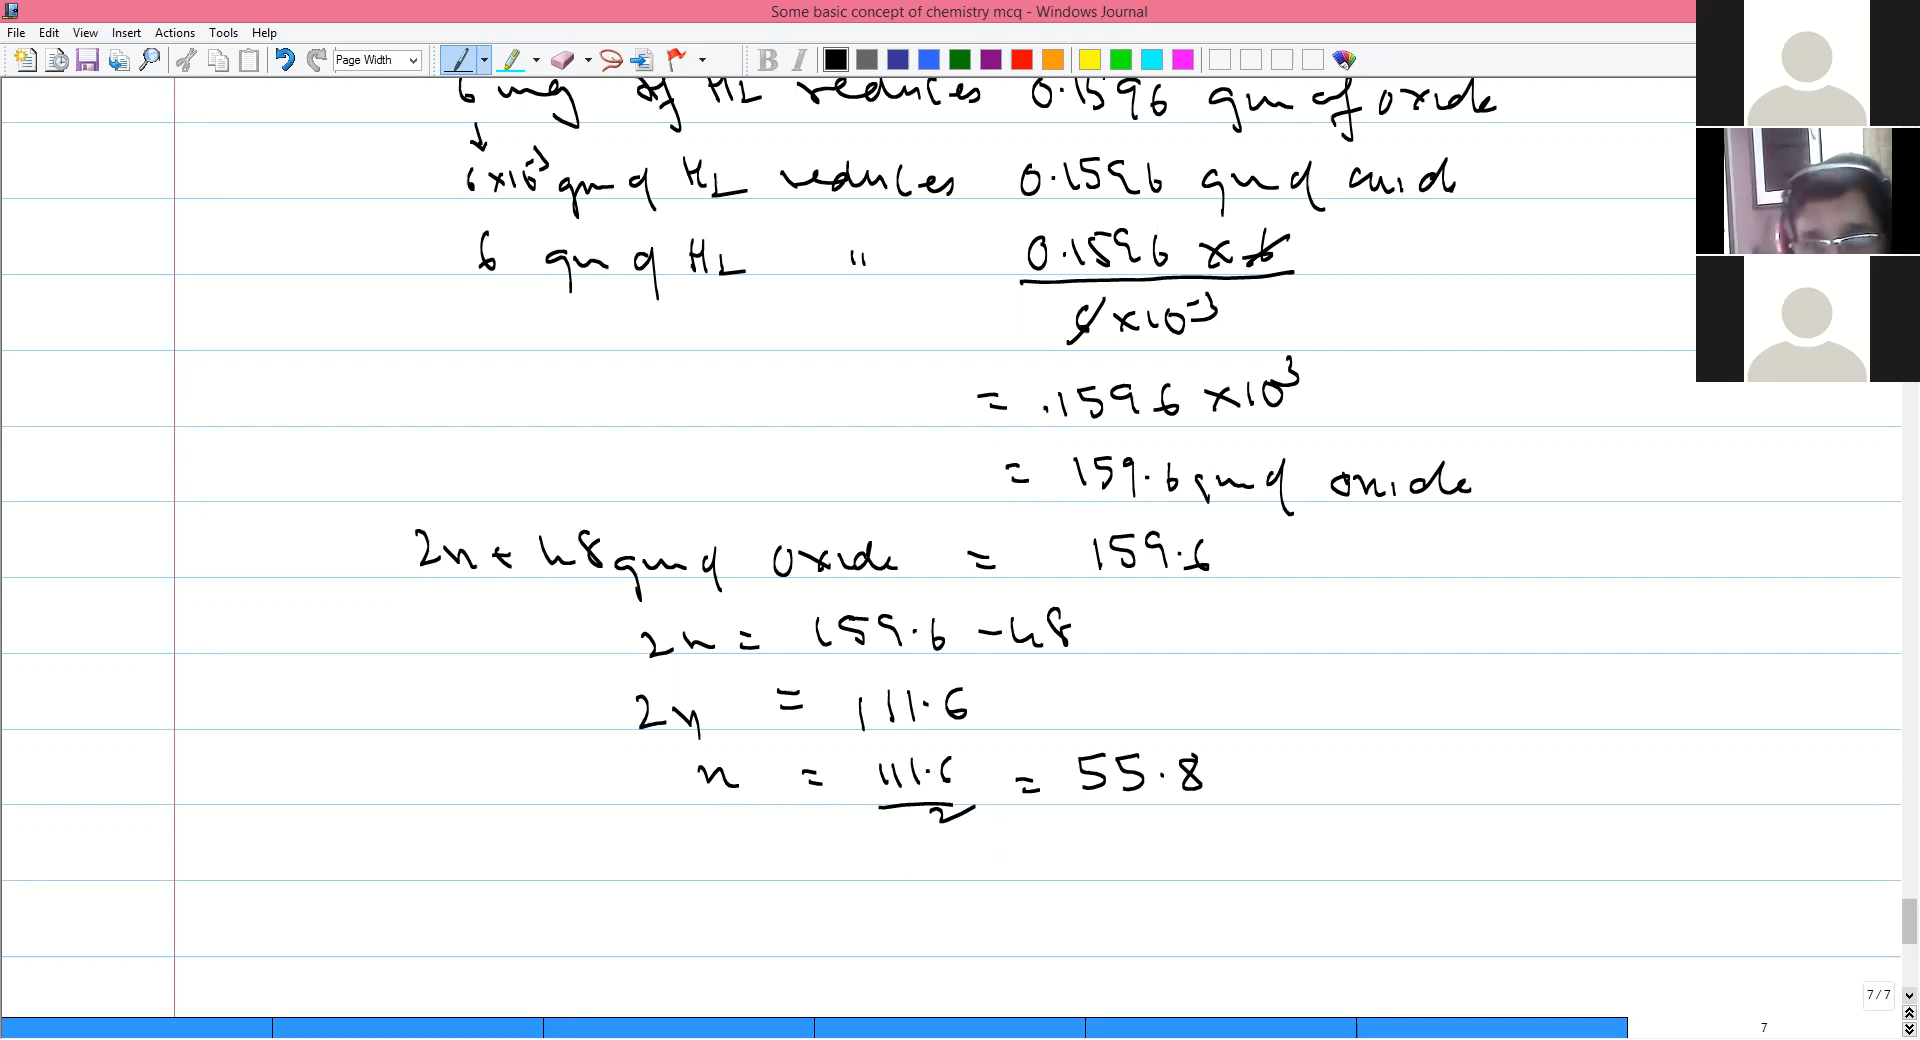 Some basic concept of chemistry mcq - Windows Journal
File Edit View Insert Actions Tools Help
Page Width
B I
6 mg of H2 reduces 0.1596 gm of oxide
↓
6×10⁻³ gm of H2 reduces 0.1596 gm of oxide
6 gm of H2 " 0.1596 × 6
6×10⁻³
= .1596 ×10³
= 159.6 gm of oxide
2x + 48 gm of oxide = 159.6
2x = 159.6 - 48
2x = 111.6
x = 111.6 = 55.8
2
7 / 7
7